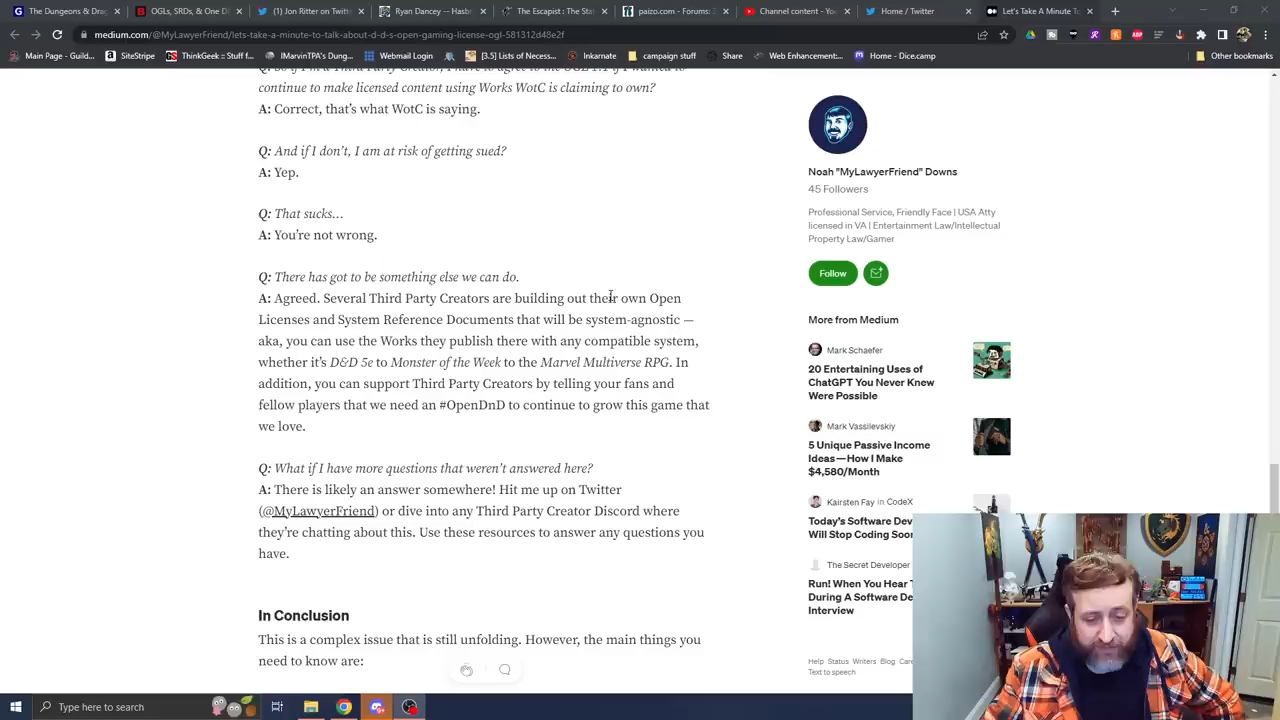 The Dungeons & Drag
OGLs, SRDs, & One D
(1) The Jon Ritter on Tw
Ryan Dancey — Hasbr
The Escapist : The Sta
paizo.com - Forums:
Channel content - You
(1)
Let's Take A Minute To
medium.com/@MyLawyerFriend/lets-take-a-minute-to-talk-about-d-d-s-open-gaming-license-ogl-581312d48e2f
Main Page - Guild...
SiteStripe
ThinkGeek :: Stuff f...
IMarvinTPA's Dung...
Webmail Login
[3.5] Lists of Necess...
Inkarnate
campaign stuff
Share
Web Enhancement:...
Home - Dice.camp
Other bookmarks
continue to make licensed content using Works WotC is claiming to own?
A: Correct, that's what WotC is saying.
Q: And if I don't, I am at risk of getting sued?
A: Yep.
Q: That sucks...
A: You're not wrong.
Q: There has got to be something else we can do.
A: Agreed. Several Third Party Creators are building out their own Open
Licenses and System Reference Documents that will be system-agnostic —
aka, you can use the Works they publish there with any compatible system,
whether it's D&D 5e to Monster of the Week to the Marvel Multiverse RPG. In
addition, you can support Third Party Creators by telling your fans and
fellow players that we need an #OpenDnD to continue to grow this game that
we love.
Q: What if I have more questions that weren't answered here?
A: There is likely an answer somewhere! Hit me up on Twitter
(@MyLawyerFriend) or dive into any Third Party Creator Discord where
they're chatting about this. Use these resources to answer any questions you
have.
In Conclusion
This is a complex issue that is still unfolding. However, the main things you
need to know are:
Noah "MyLawyerFriend" Downs
45 Followers
Professional Service, Friendly Face | USA Atty
licensed in VA | Entertainment Law/Intellectual
Property Law/Gamer
Follow
More from Medium
Mark Schaefer
20 Entertaining Uses of
ChatGPT You Never Knew
Were Possible
Mark Vassilevskiy
5 Unique Passive Income
Ideas — How I Make
$4,580/Month
Kairsten Fay in CodeX
Today's Software Dev
Will Stop Coding Soo
The Secret Developer
Run! When You Hear T
During A Software De
Interview
Help Status Writers Blog Care
Text to speech
Type here to search